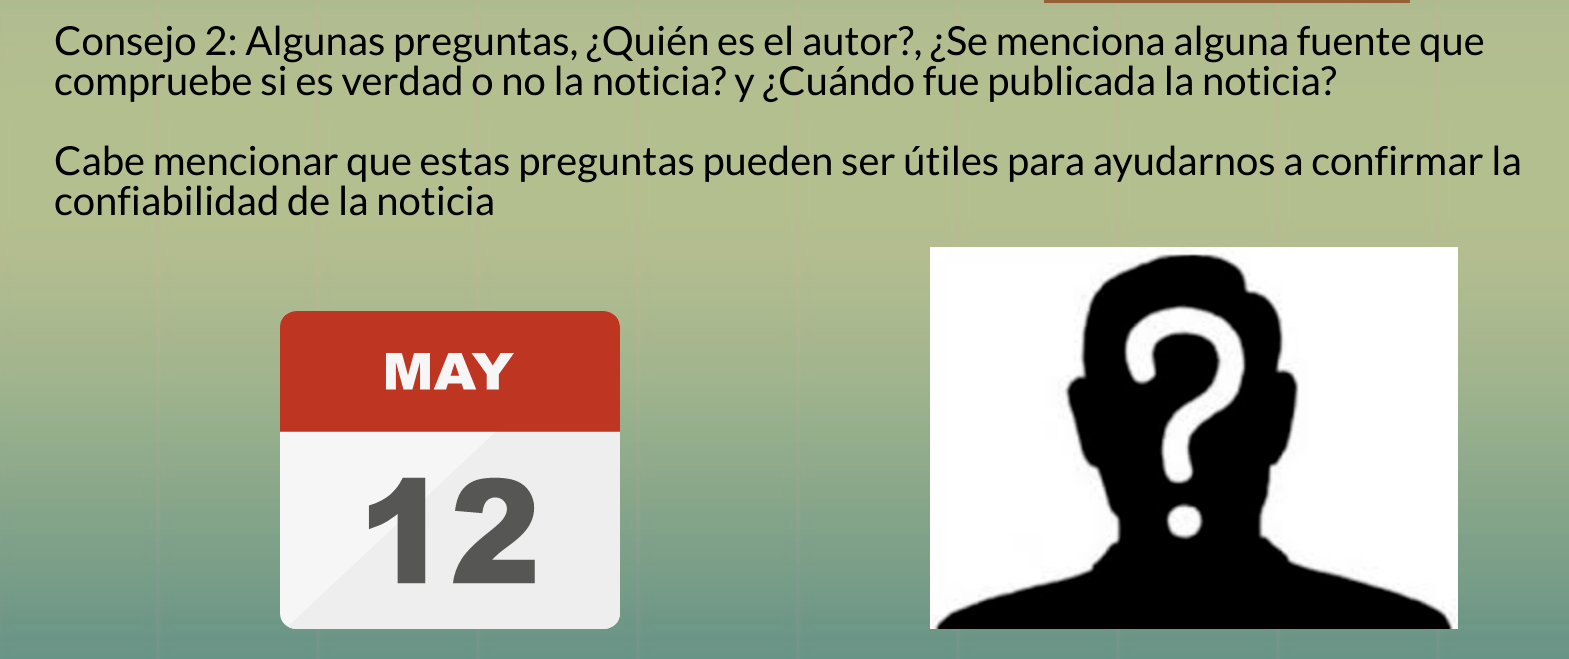 Consejo 2: Algunas preguntas, ¿Quién es el autor?, ¿Se menciona alguna fuente que
compruebe si es verdad o no la noticia? y ¿Cuándo fue publicada la noticia?
Cabe mencionar que estas preguntas pueden ser útiles para ayudarnos a confirmar la
confiabilidad de la noticia
MAY
12
?